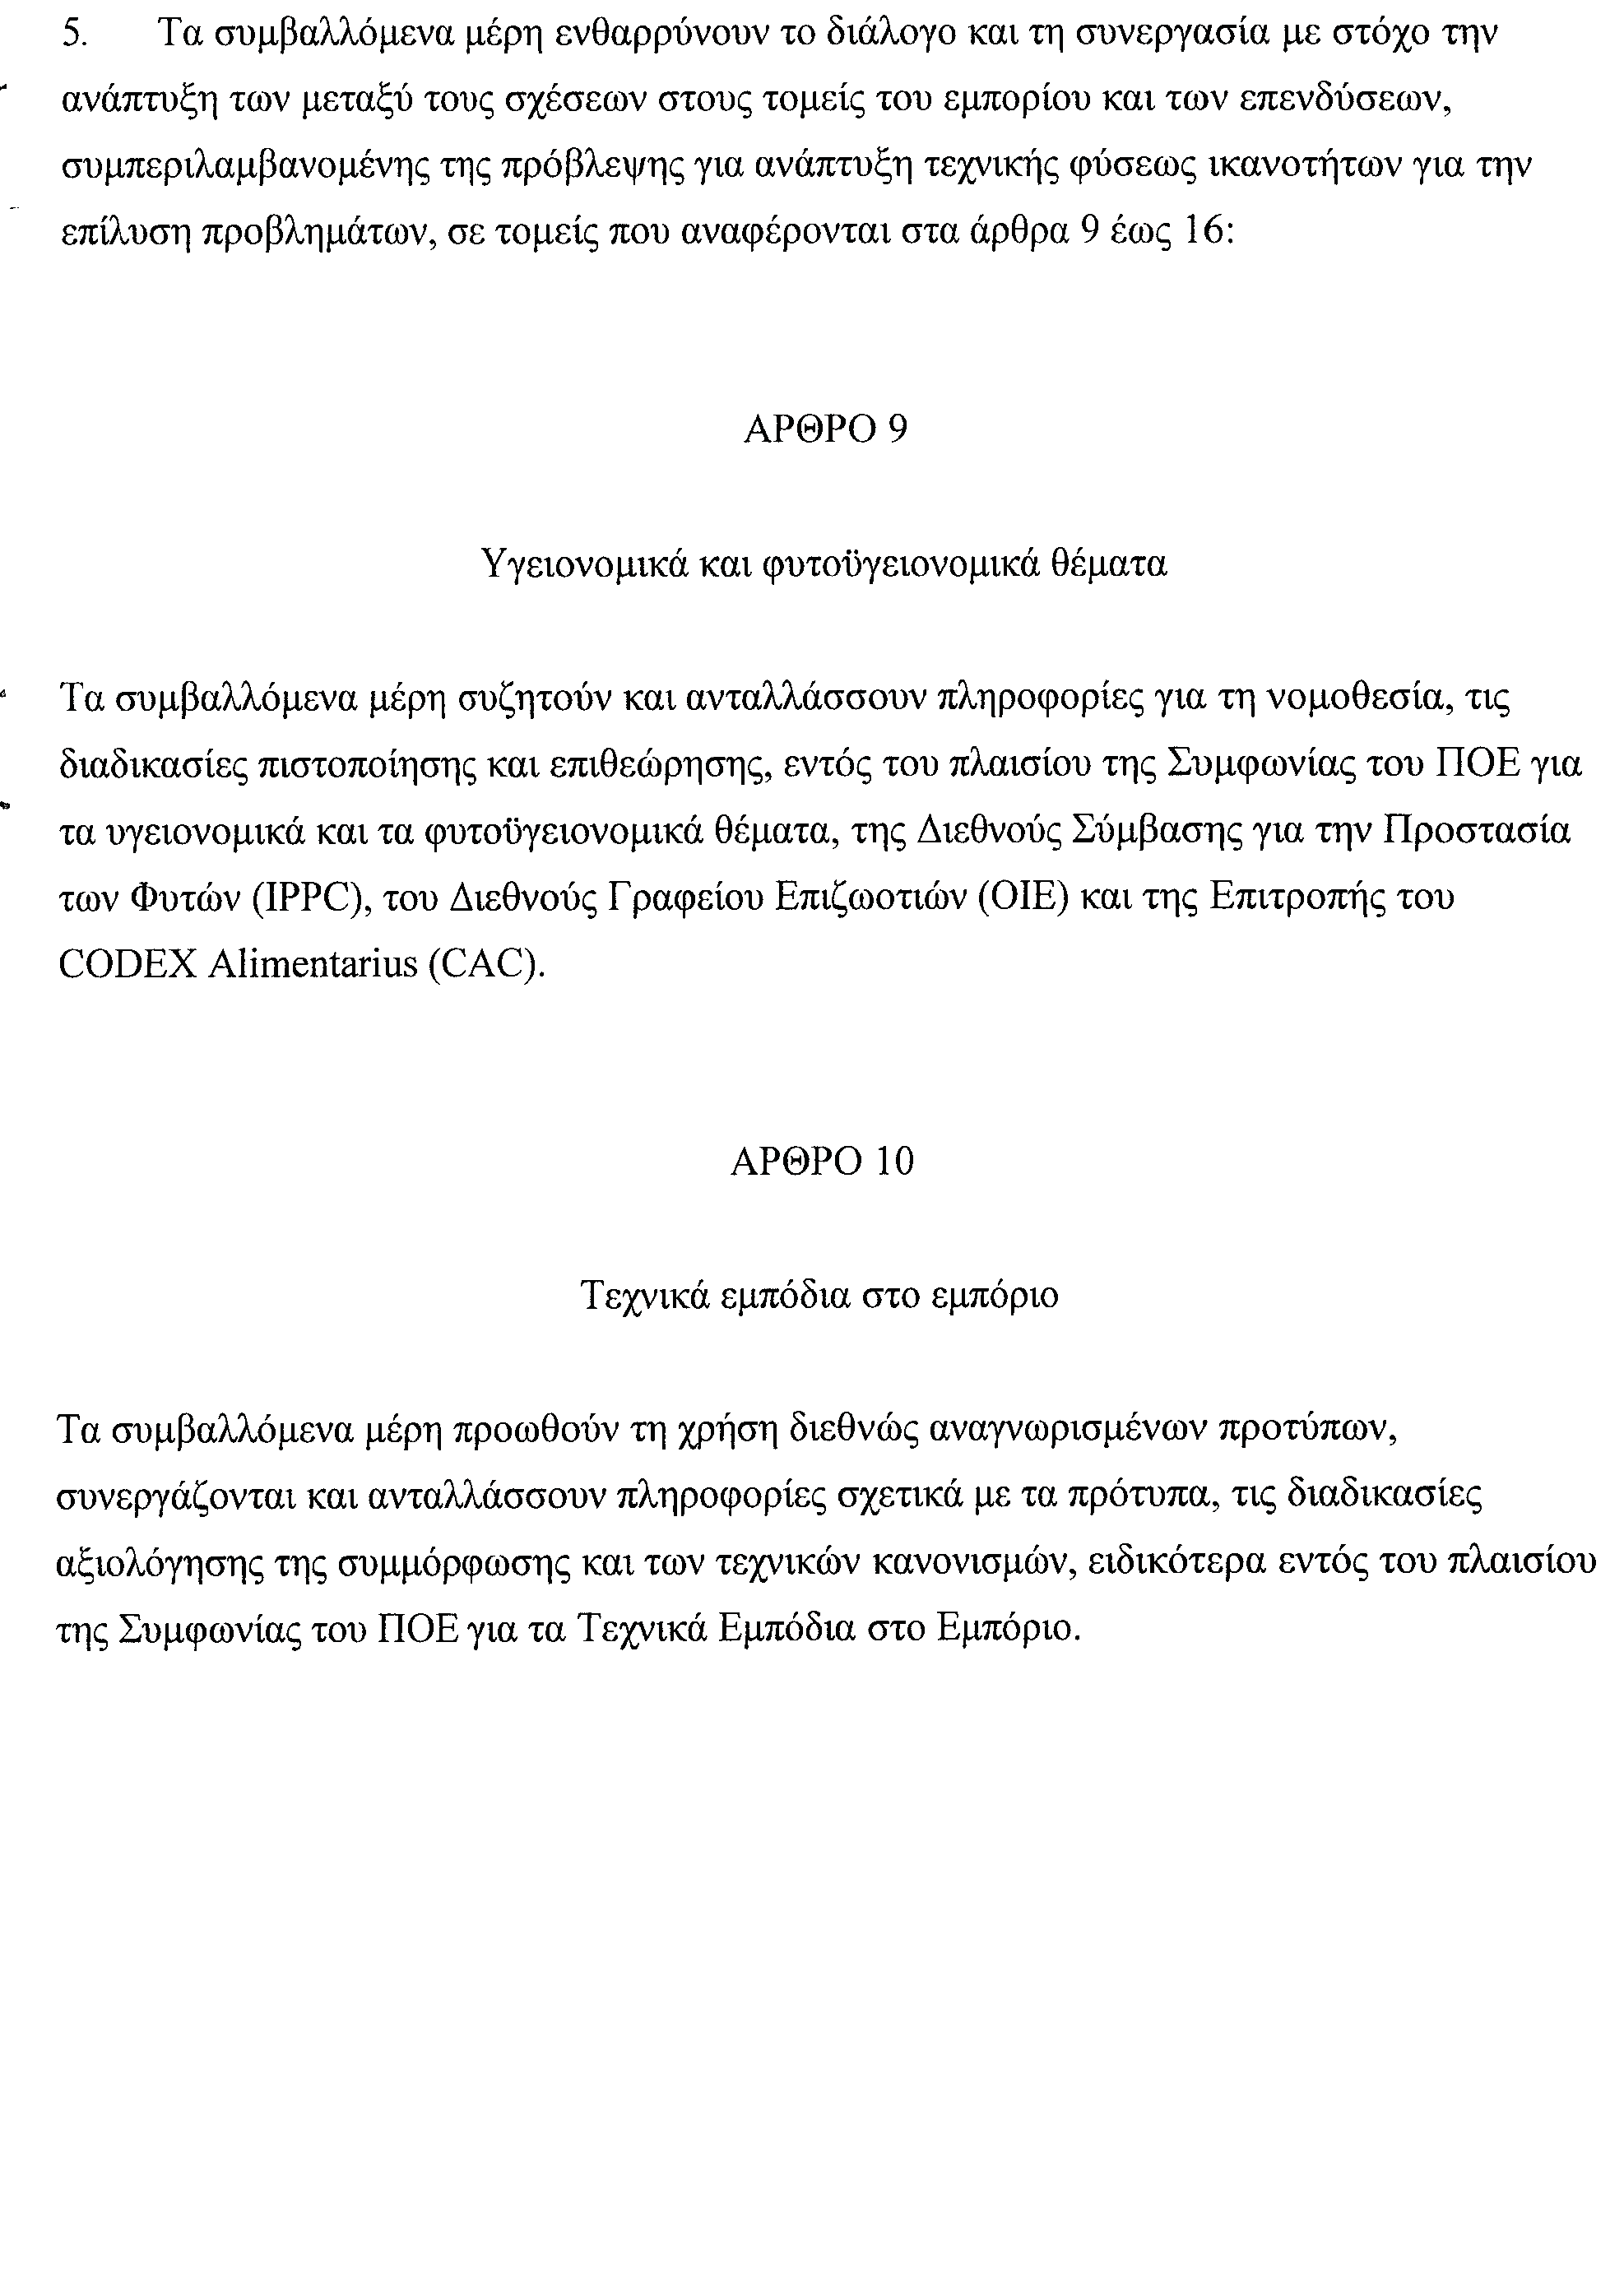 5. Τα συμβαλλόμενα μέρη ενθαρρύνουν το διάλογο και τη συνεργασία με στόχο την
ανάπτυξη των μεταξύ τους σχέσεων στους τομείς του εμπορίου και των επενδύσεων,
συμπεριλαμβανομένης της πρόβλεψης για ανάπτυξη τεχνικής φύσεως ικανοτήτων για την
επίλυση προβλημάτων, σε τομείς που αναφέρονται στα άρθρα 9 έως 16:
ΑΡΘΡΟ 9
Υγειονομικά και φυτοϋγειονομικά θέματα
Τα συμβαλλόμενα μέρη συζητούν και ανταλλάσσουν πληροφορίες για τη νομοθεσία, τις
διαδικασίες πιστοποίησης και επιθεώρησης, εντός του πλαισίου της Συμφωνίας του ΠΟΕ για
τα υγειονομικά και τα φυτοϋγειονομικά θέματα, της Διεθνούς Σύμβασης για την Προστασία
των Φυτών (IPPC), του Διεθνούς Γραφείου Επιζωοτιών (OIE) και της Επιτροπής του
CODEX Alimentarius (CAC).
ΑΡΘΡΟ 10
Τεχνικά εμπόδια στο εμπόριο
Τα συμβαλλόμενα μέρη προωθούν τη χρήση διεθνώς αναγνωρισμένων προτύπων,
συνεργάζονται και ανταλλάσσουν πληροφορίες σχετικά με τα πρότυπα, τις διαδικασίες
αξιολόγησης της συμμόρφωσης και των τεχνικών κανονισμών, ειδικότερα εντός του πλαισίου
της Συμφωνίας του ΠΟΕ για τα Τεχνικά Εμπόδια στο Εμπόριο.